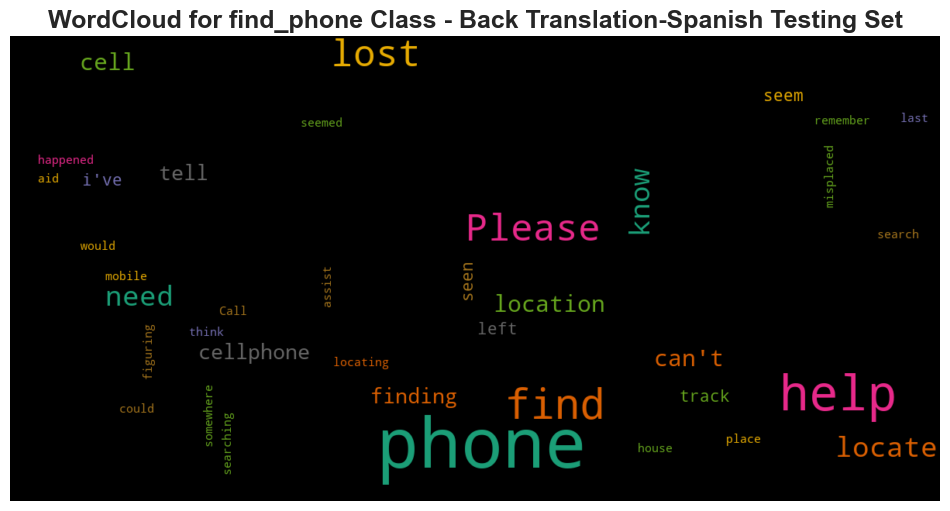 WordCloud for find_phone Class - Back Translation-Spanish Testing Set
lost
cell
seem
remember
last
seemed
happened
aid
i've
tell
misplaced
know
Please
search
would
seen
mobile
assist
need
location
Call
left
think
figuring
cellphone
can't
locating
help
finding
find
track
could
somewhere
searching
phone
place
house
locate